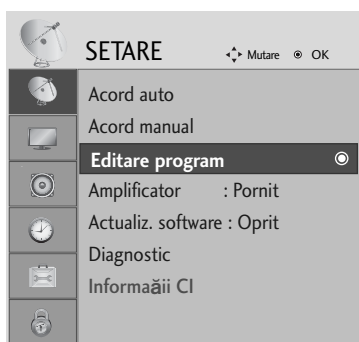 SETARE Mutare OK
Acord auto
Acord manual
Editare program
Amplificator : Pornit
Actualiz. software : Oprit
Diagnostic
Informaăii CI